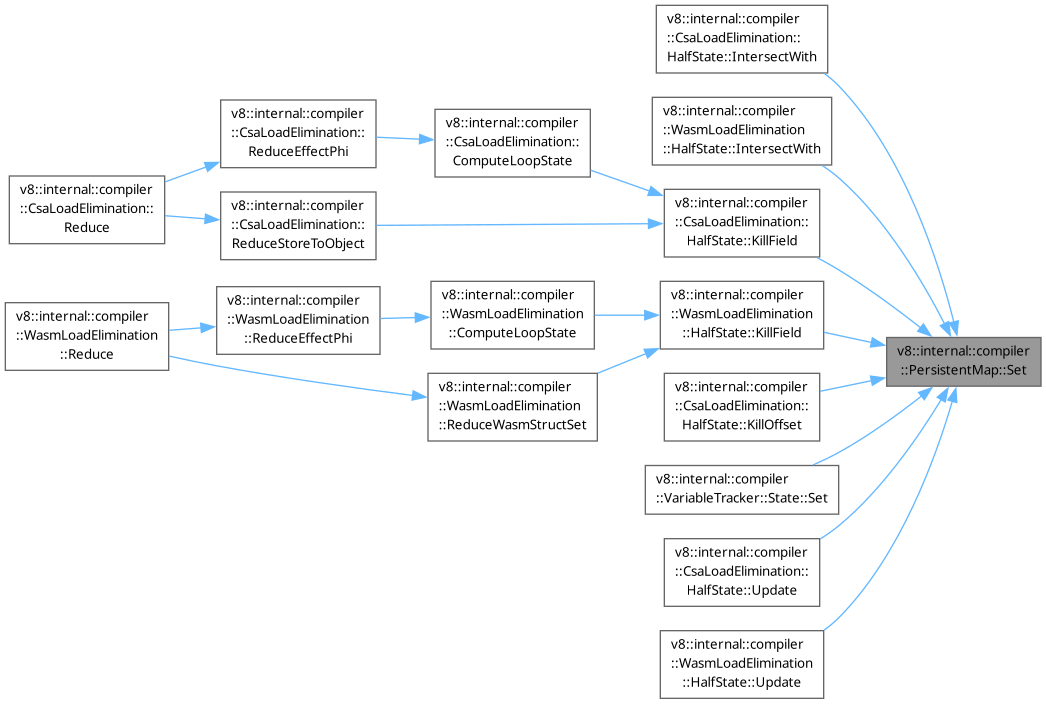 v8::internal::compiler
::CsaLoadElimination::
HalfState::IntersectWith
v8::internal::compiler
::WasmLoadElimination
::HalfState::IntersectWith
v8::internal::compiler
::CsaLoadElimination::
ReduceEffectPhi
v8::internal::compiler
::CsaLoadElimination::
ComputeLoopState
v8::internal::compiler
::CsaLoadElimination::
Reduce
v8::internal::compiler
::CsaLoadElimination::
ReduceStoreToObject
v8::internal::compiler
::CsaLoadElimination::
HalfState::KillField
v8::internal::compiler
::WasmLoadElimination
::Reduce
v8::internal::compiler
::WasmLoadElimination
::ReduceEffectPhi
v8::internal::compiler
::WasmLoadElimination
::ComputeLoopState
v8::internal::compiler
::WasmLoadElimination
::HalfState::KillField
v8::internal::compiler
::PersistentMap::Set
v8::internal::compiler
::WasmLoadElimination
::ReduceWasmStructSet
v8::internal::compiler
::CsaLoadElimination::
HalfState::KillOffset
v8::internal::compiler
::VariableTracker::State::Set
v8::internal::compiler
::CsaLoadElimination::
HalfState::Update
v8::internal::compiler
::WasmLoadElimination
::HalfState::Update